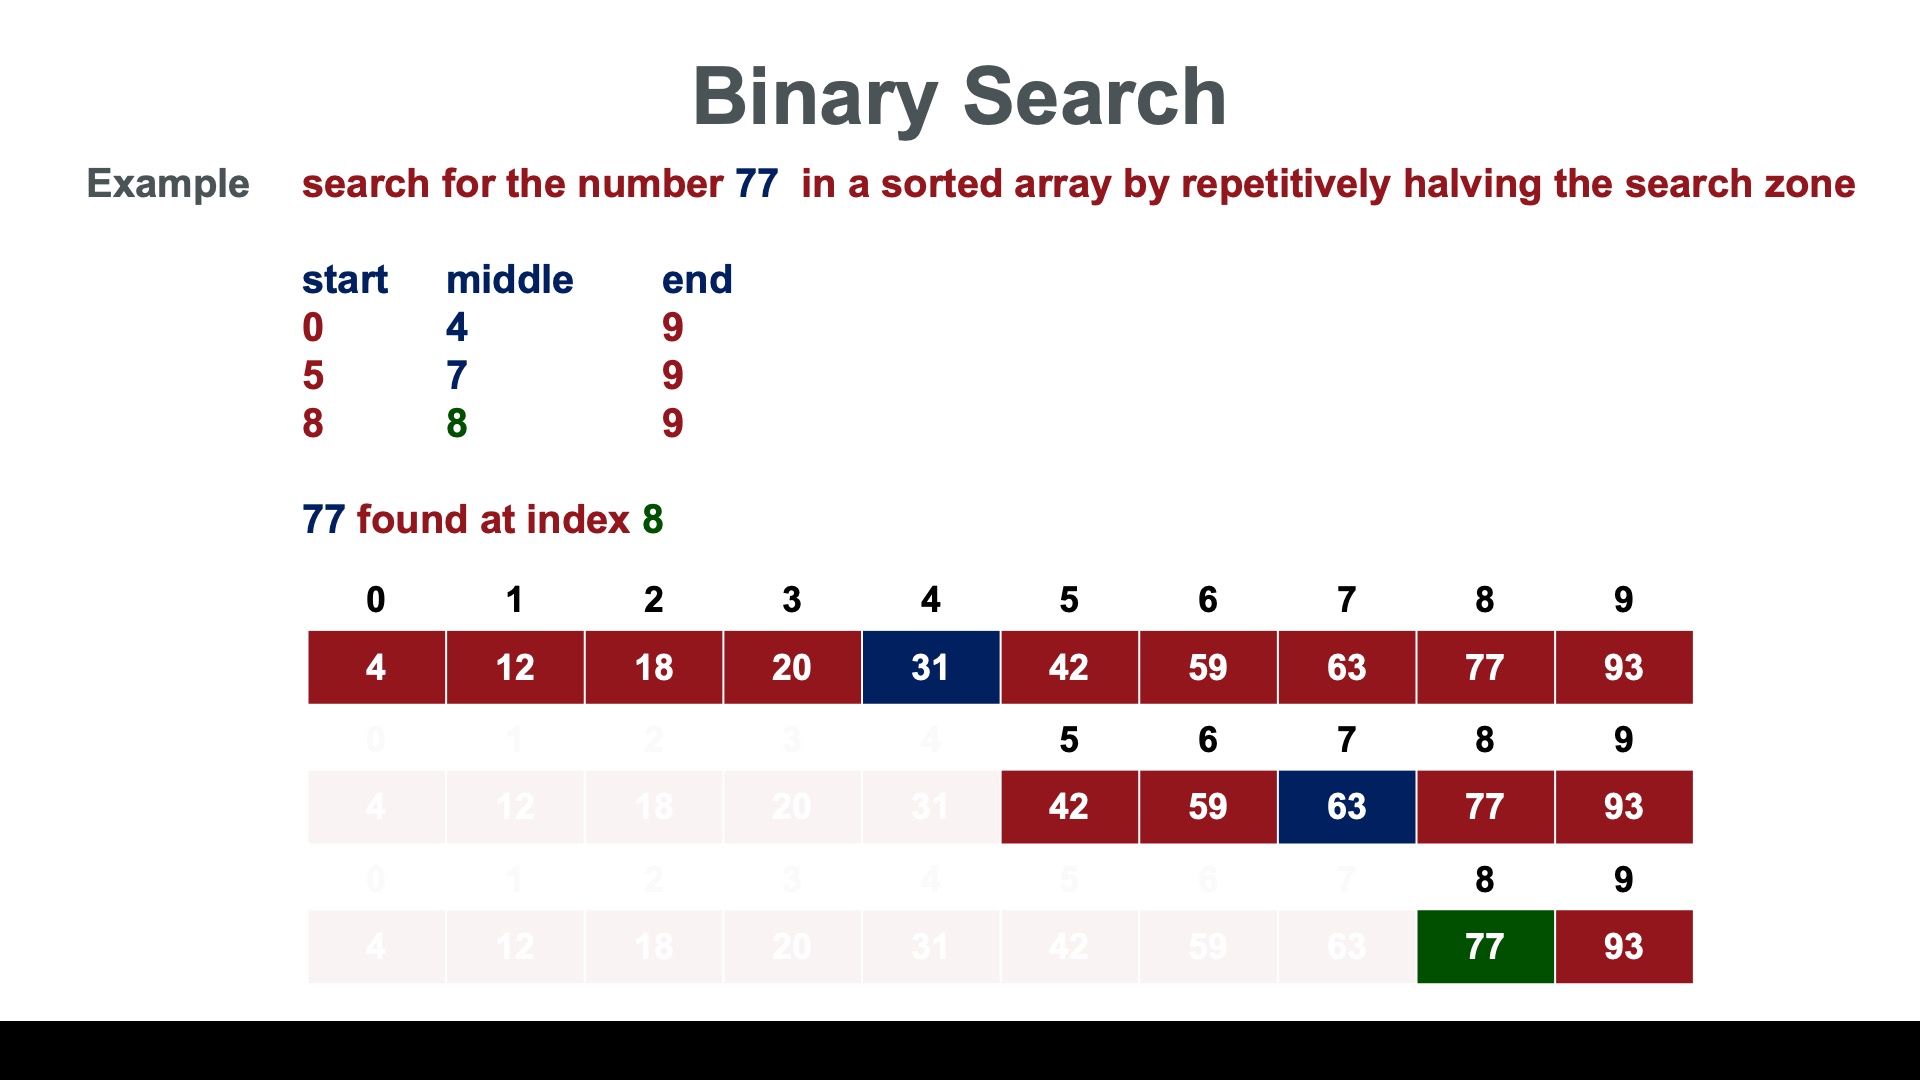 Binary Search
Example search for the number 77 in a sorted array by repetitively halving the search zone
start middle end
0 4 9
5 7 9
8 8 9
77 found at index 8
0 1 2 3 4 5 6 7 8 9
4 12 18 20 31 42 59 63 77 93
0 1 2 3 4 5 6 7 8 9
4 12 18 20 31 42 59 63 77 93
0 1 2 3 4 5 6 7 8 9
4 12 18 20 31 42 59 63 77 93